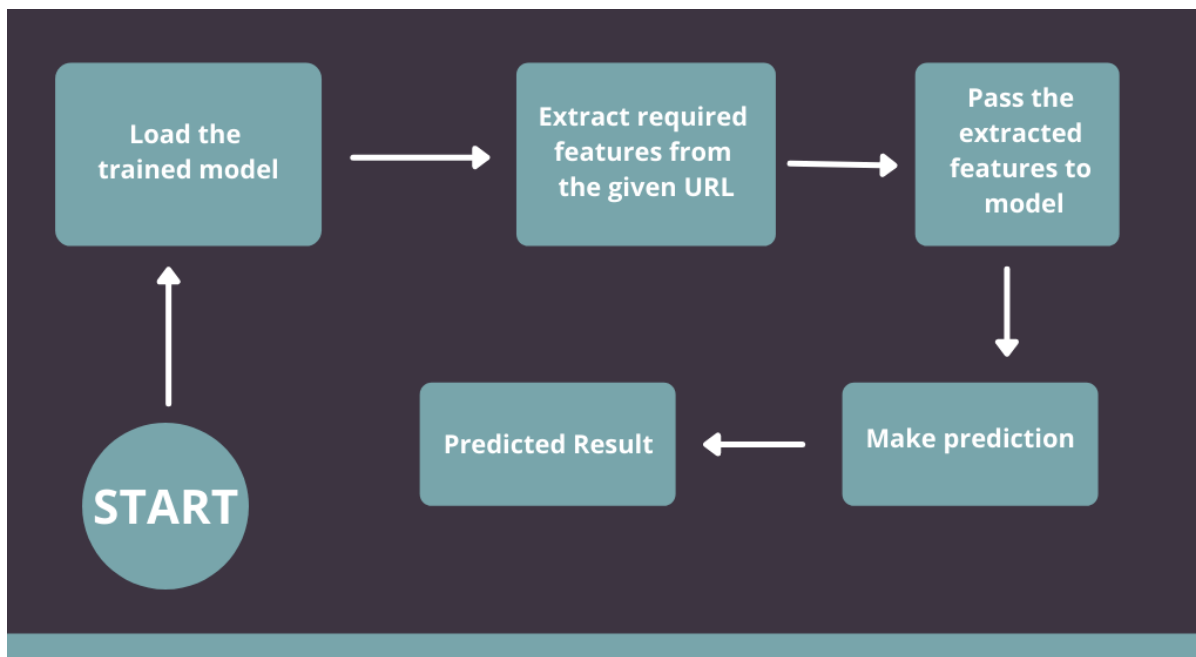 Load the
trained model
Extract required
features from
the given URL
Pass the
extracted
features to
model
Make prediction
Predicted Result
START